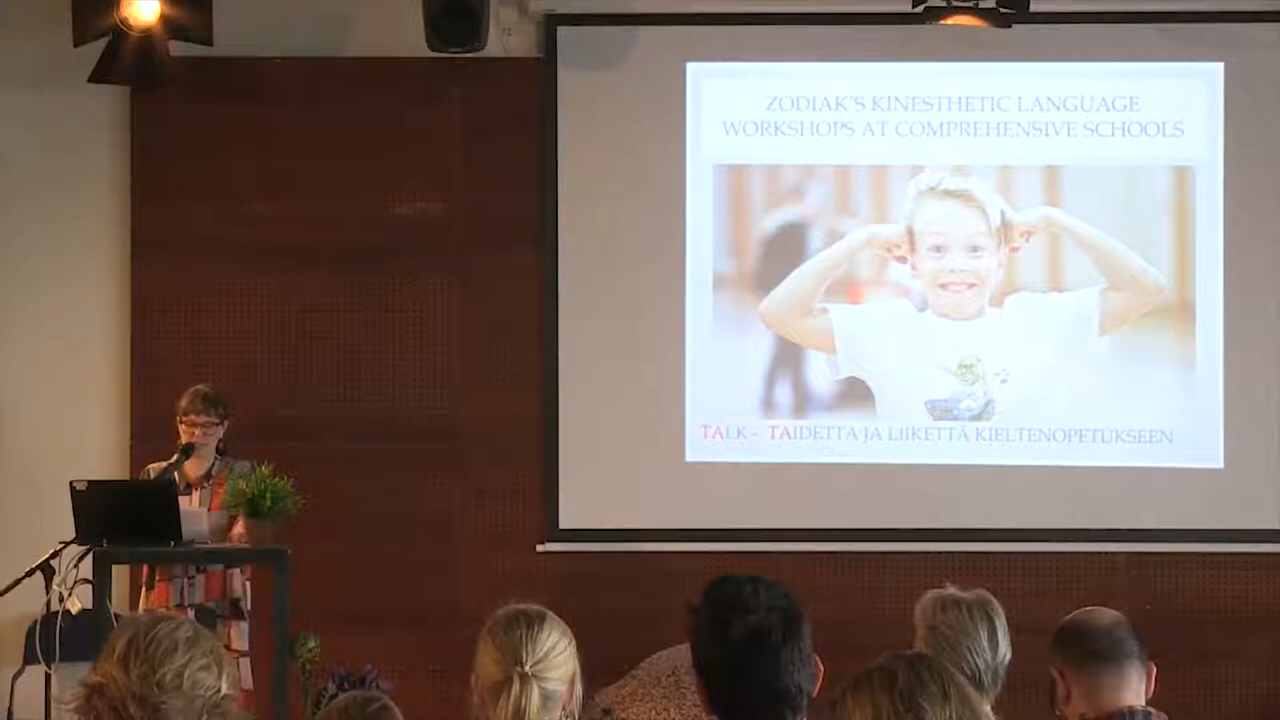 ZODIAK'S KINESTHETIC LANGUAGE
WORKSHOPS AT COMPREHENSIVE SCHOOLS
TALK - TAIDETTA JA LIIKETTÄ KIELTENOPETUKSEEN